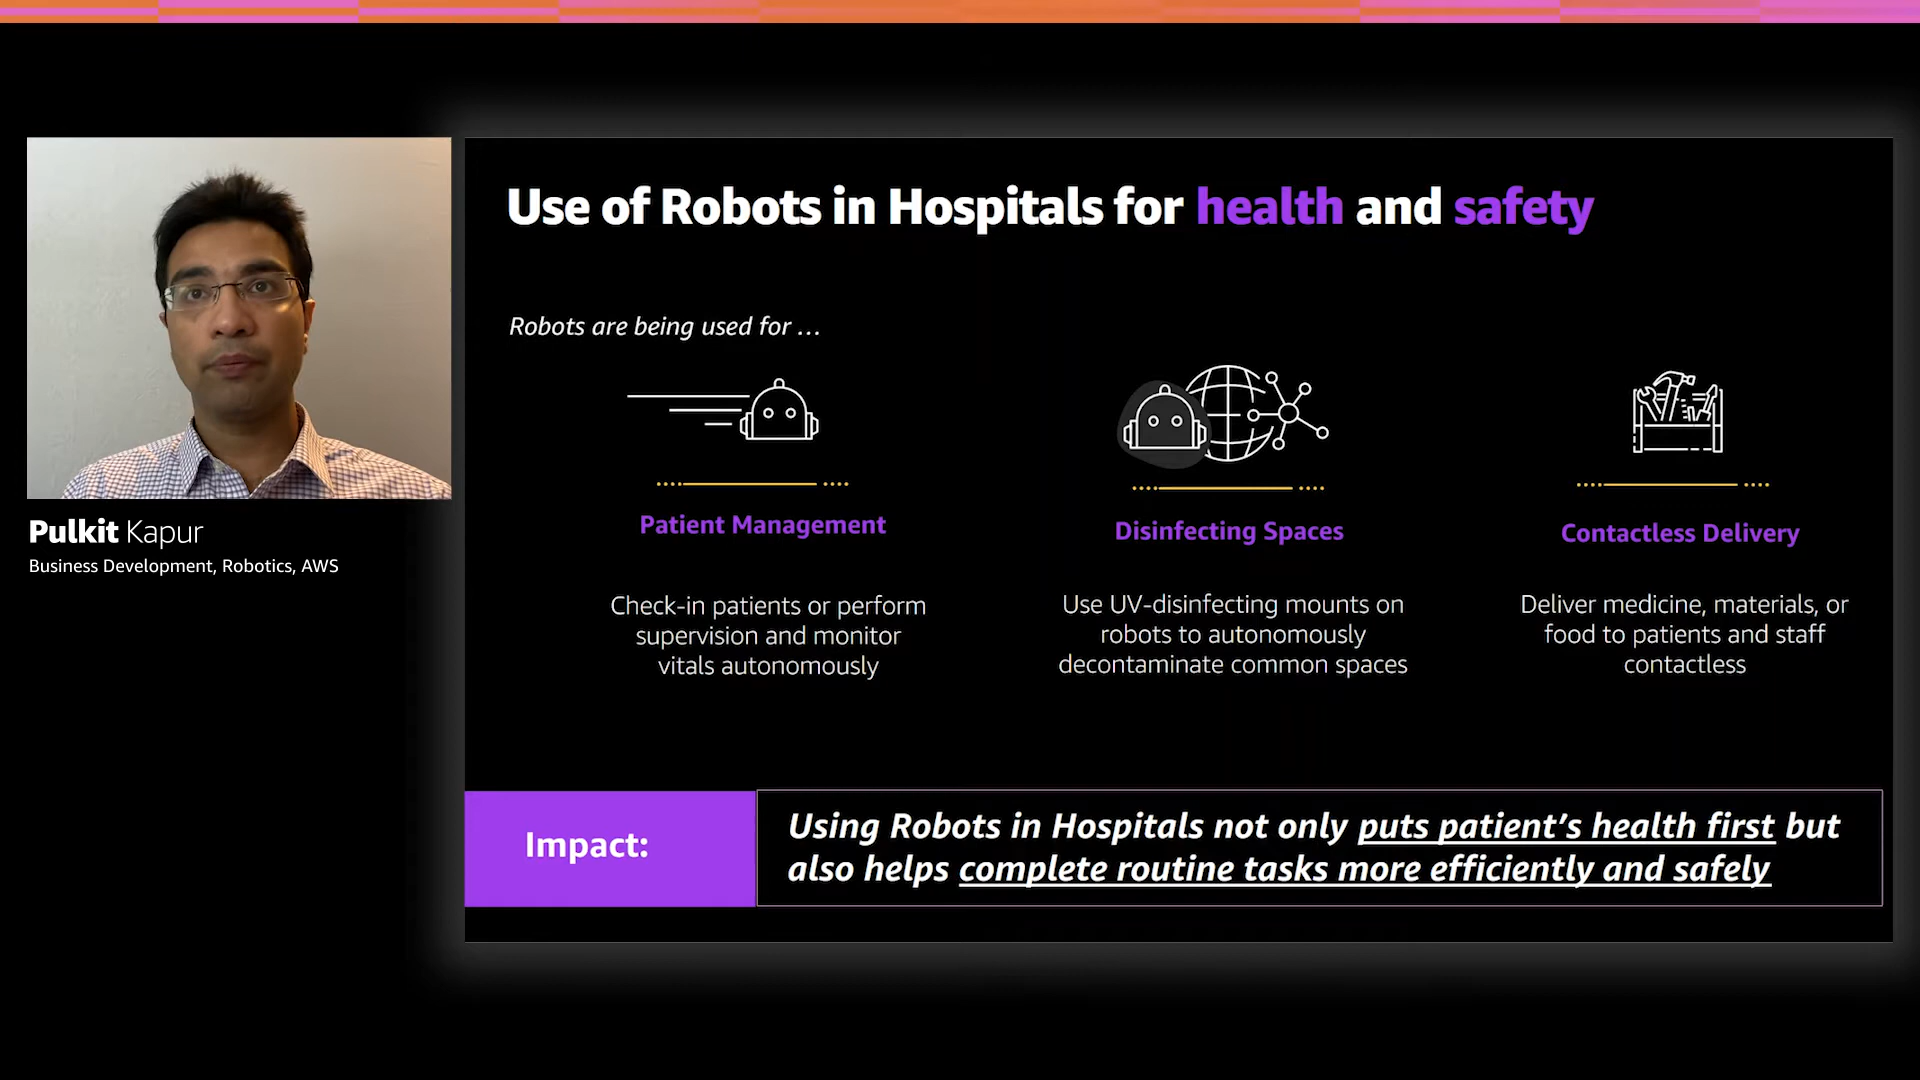 Use of Robots in Hospitals for health and safety
Robots are being used for …
Patient Management
Check-in patients or perform
supervision and monitor
vitals autonomously
Disinfecting Spaces
Use UV-disinfecting mounts on
robots to autonomously
decontaminate common spaces
Contactless Delivery
Deliver medicine, materials, or
food to patients and staff
contactless
Impact:
Using Robots in Hospitals not only puts patient’s health first but
also helps complete routine tasks more efficiently and safely
Pulkit Kapur
Business Development, Robotics, AWS